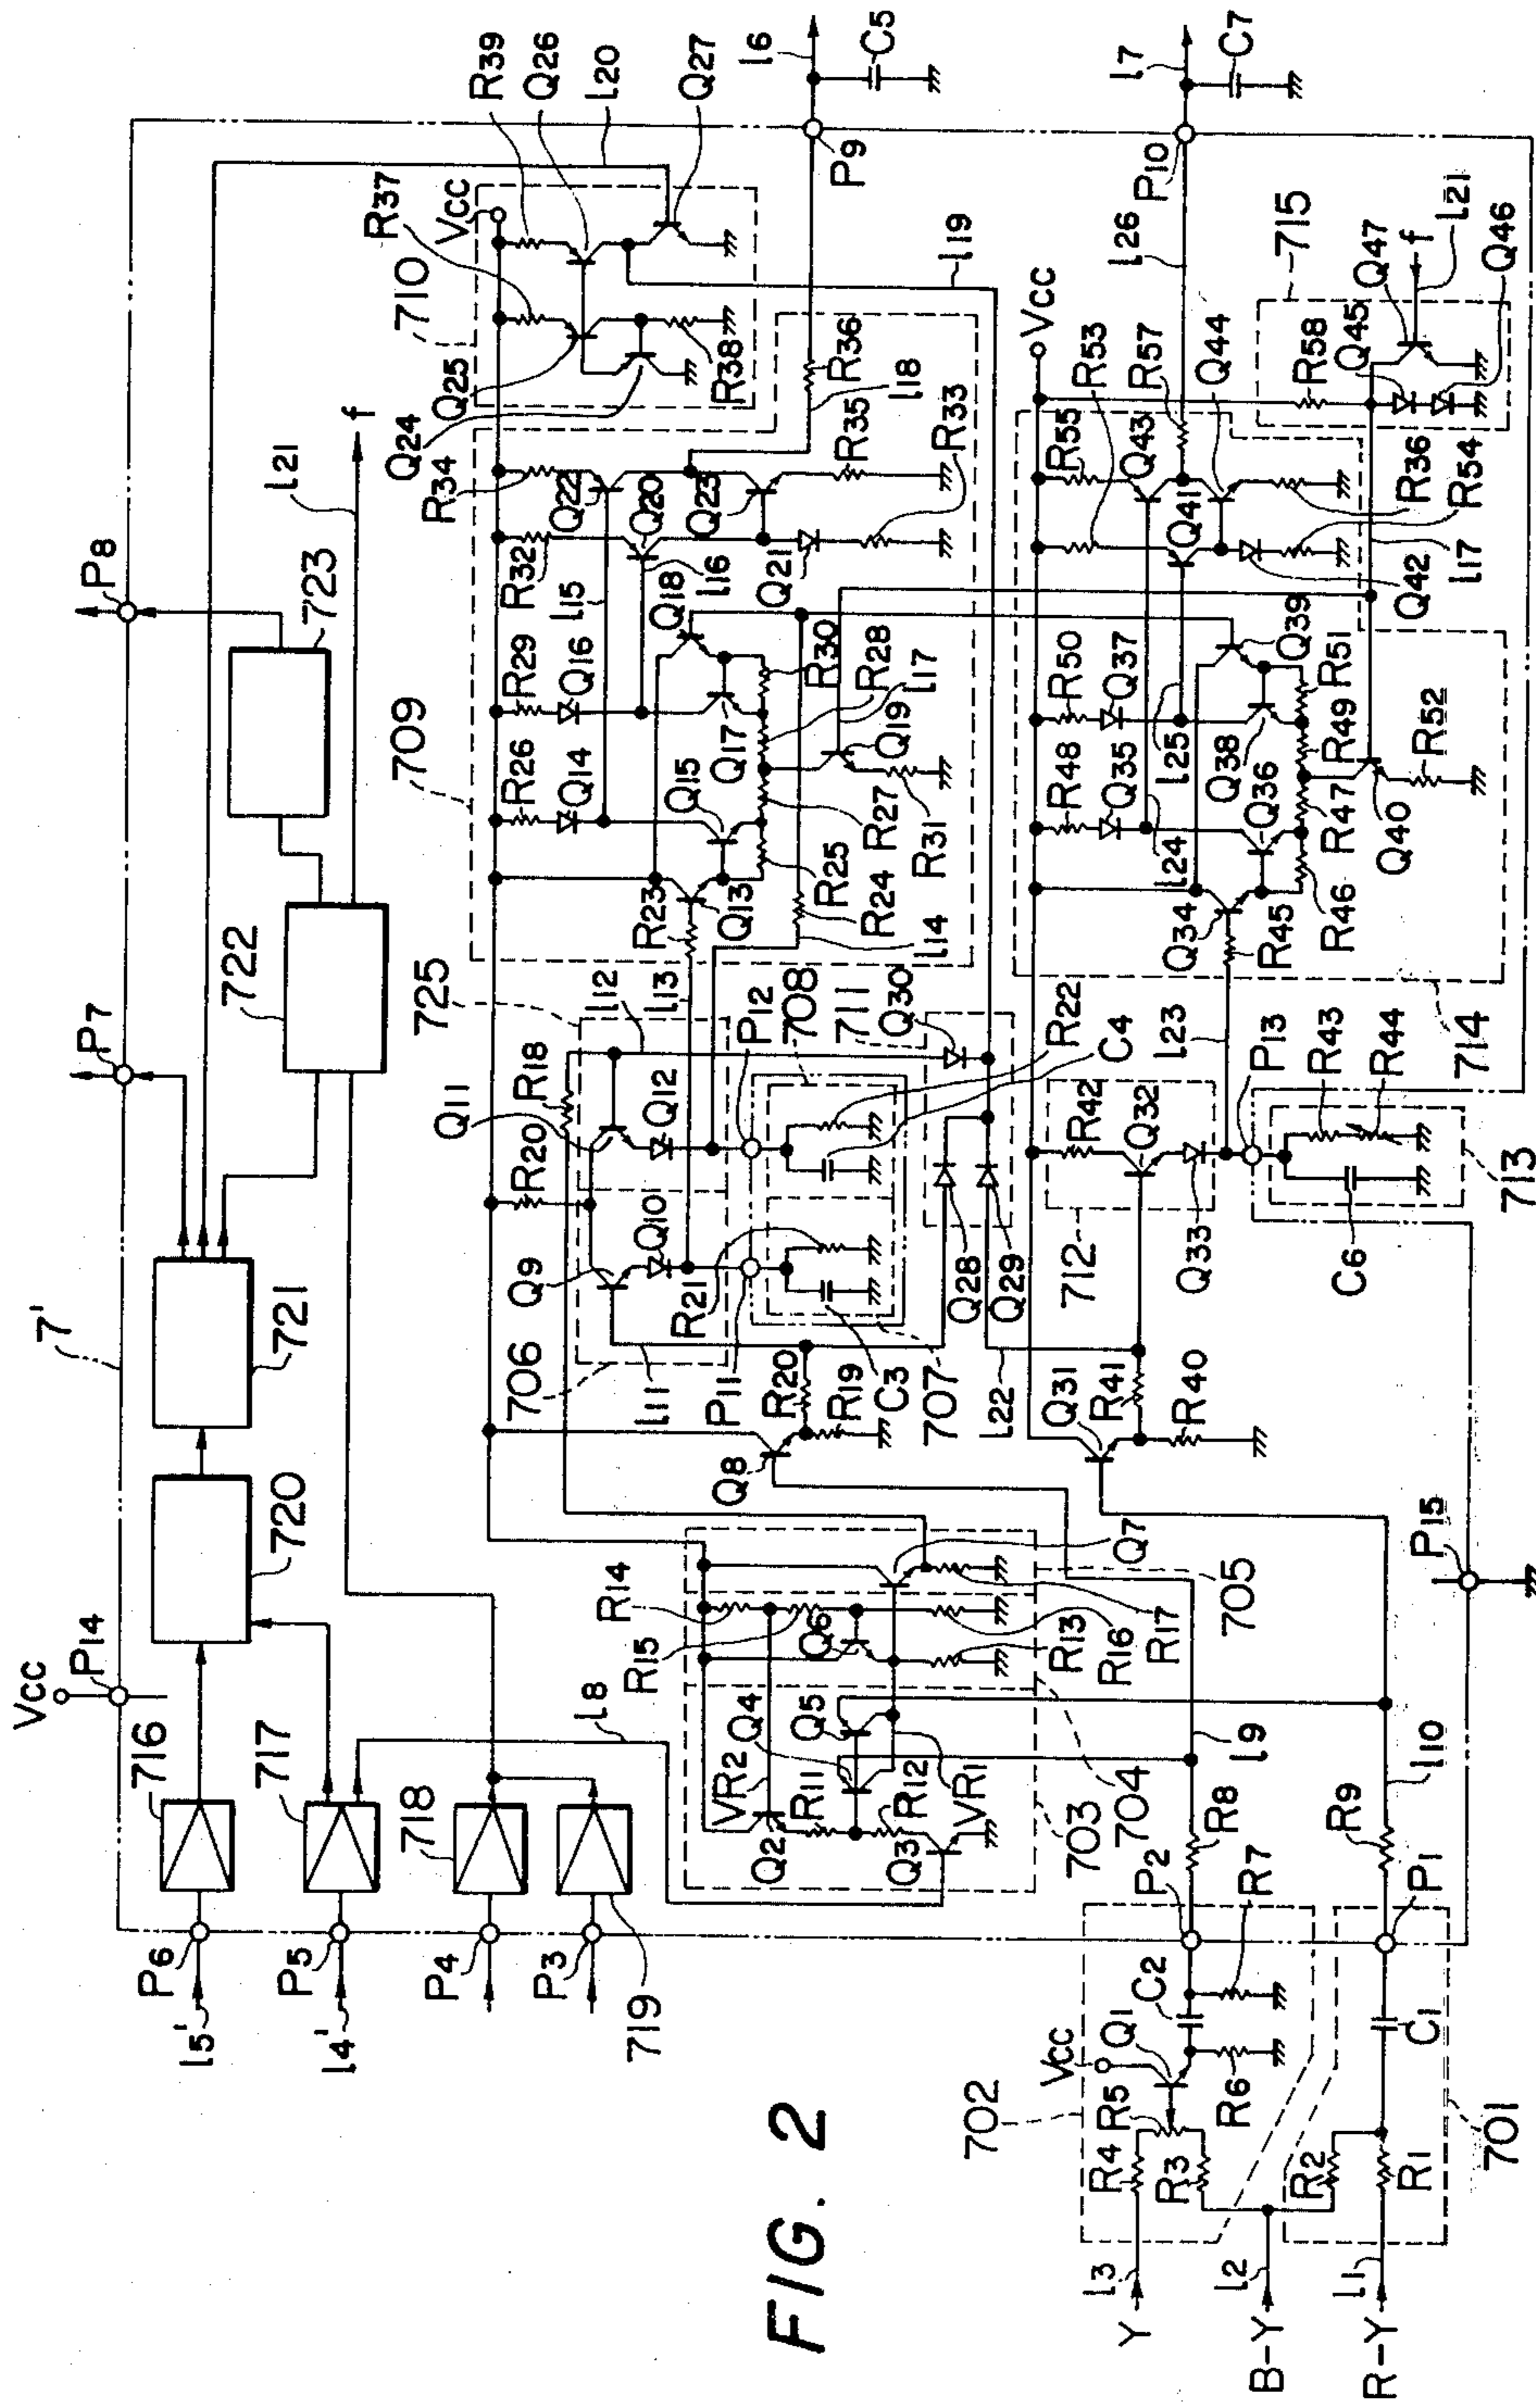 FIG. 2
7'
Vcc
P14
P7
P8
l5'
P6
716
720
721
722
723
l4'
P5
717
l8
P4
718
P3
719
l21
f
l20
R39
Q26
Q27
R37
Vcc
710
Q25
Q24
R38
P9
l6
C5
l19
709
R34
R32
Q22
l15
Q20
R29
Q16
l16
Q18
R26
Q14
Q23
Q21
R36
l18
R35
R33
R30
R28
l17
Q19
Q17
Q15
R27
R31
R25
R24
l14
Q13
R23
725
l12
l13
R18
Q11
Q12
R20
Q9
Q10
706
l11
P11
P12
708
711
Q30
R22
C4
R21
C3
707
Q28
Q29
R20
R19
Q8
l22
R14
R15
Q6
Q7
705
R17
R16
R13
VR2
Q4
Q5
R11
R12
VR1
704
703
Q2
Q3
l9
l10
R8
R9
P2
P1
R7
C2
C1
702
Vcc
Q1
R5
R4
R3
R6
R2
R1
701
l3
Y
l2
B-Y
l1
R-Y
P15
Q31
R41
R40
712
R42
Q32
Q33
P13
l23
R43
R44
C6
713
714
Vcc
R53
R55
Q43
R57
Q44
Q41
R50
Q37
R48
Q35
l25
l24
Q38
Q36
Q39
R51
R49
R47
R52
Q40
Q34
R45
R46
Q42
l17
R54
R36
l26
P10
l7
C7
715
R58
Q45
Q47
f
l21
Q46